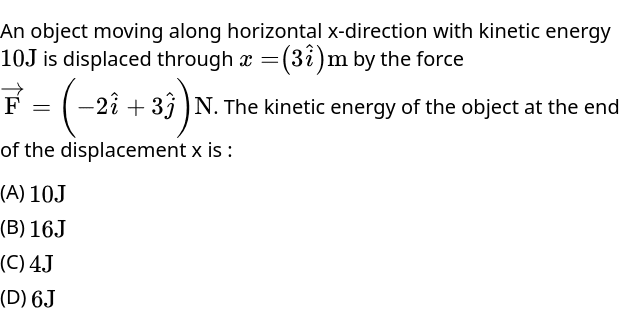 An object moving along horizontal x-direction with kinetic energy
10J is displaced through x = (3î) m by the force
F⃗ = (−2î + 3ĵ) N. The kinetic energy of the object at the end
of the displacement x is :
(A) 10J
(B) 16J
(C) 4J
(D) 6J